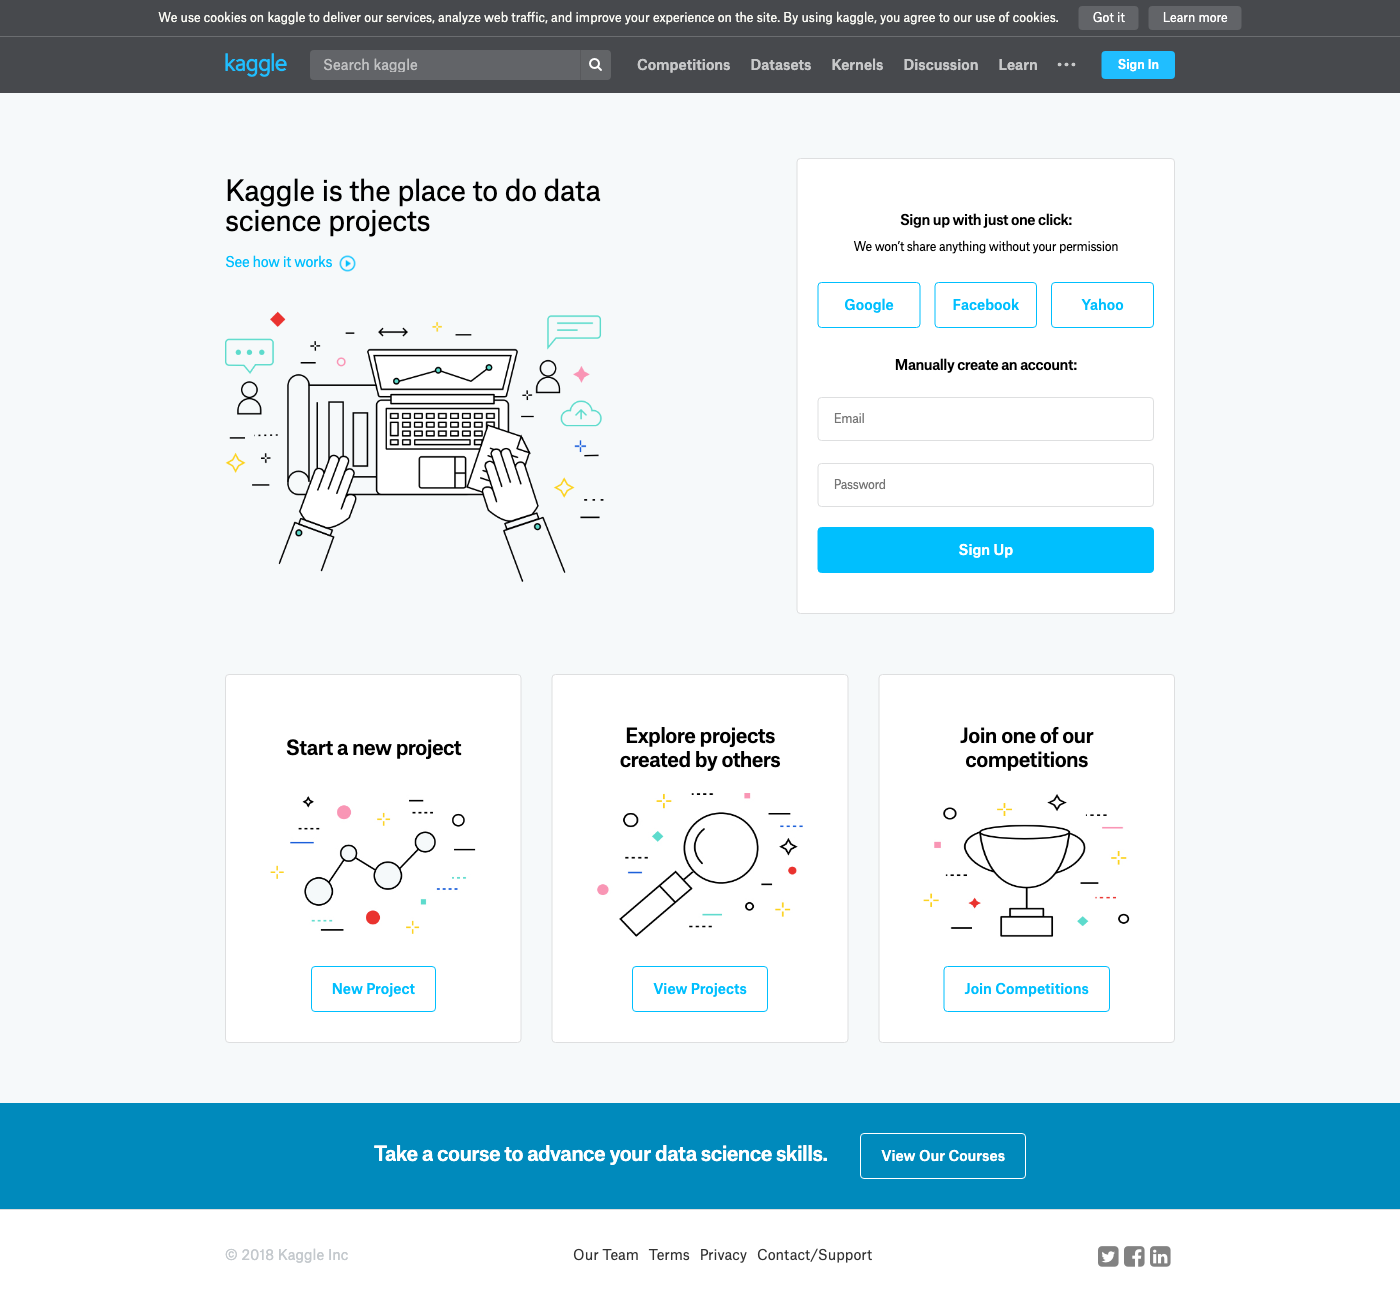 We use cookies on kaggle to deliver our services, analyze web traffic, and improve your experience on the site. By using kaggle, you agree to our use of cookies. Got it Learn more
kaggle Search kaggle Competitions Datasets Kernels Discussion Learn ••• Sign In
Kaggle is the place to do data
science projects
See how it works
Sign up with just one click:
We won't share anything without your permission
Google Facebook Yahoo
Manually create an account:
Email
Password
Sign Up
Start a new project
New Project
Explore projects
created by others
View Projects
Join one of our
competitions
Join Competitions
Take a course to advance your data science skills. View Our Courses
© 2018 Kaggle Inc Our Team Terms Privacy Contact/Support